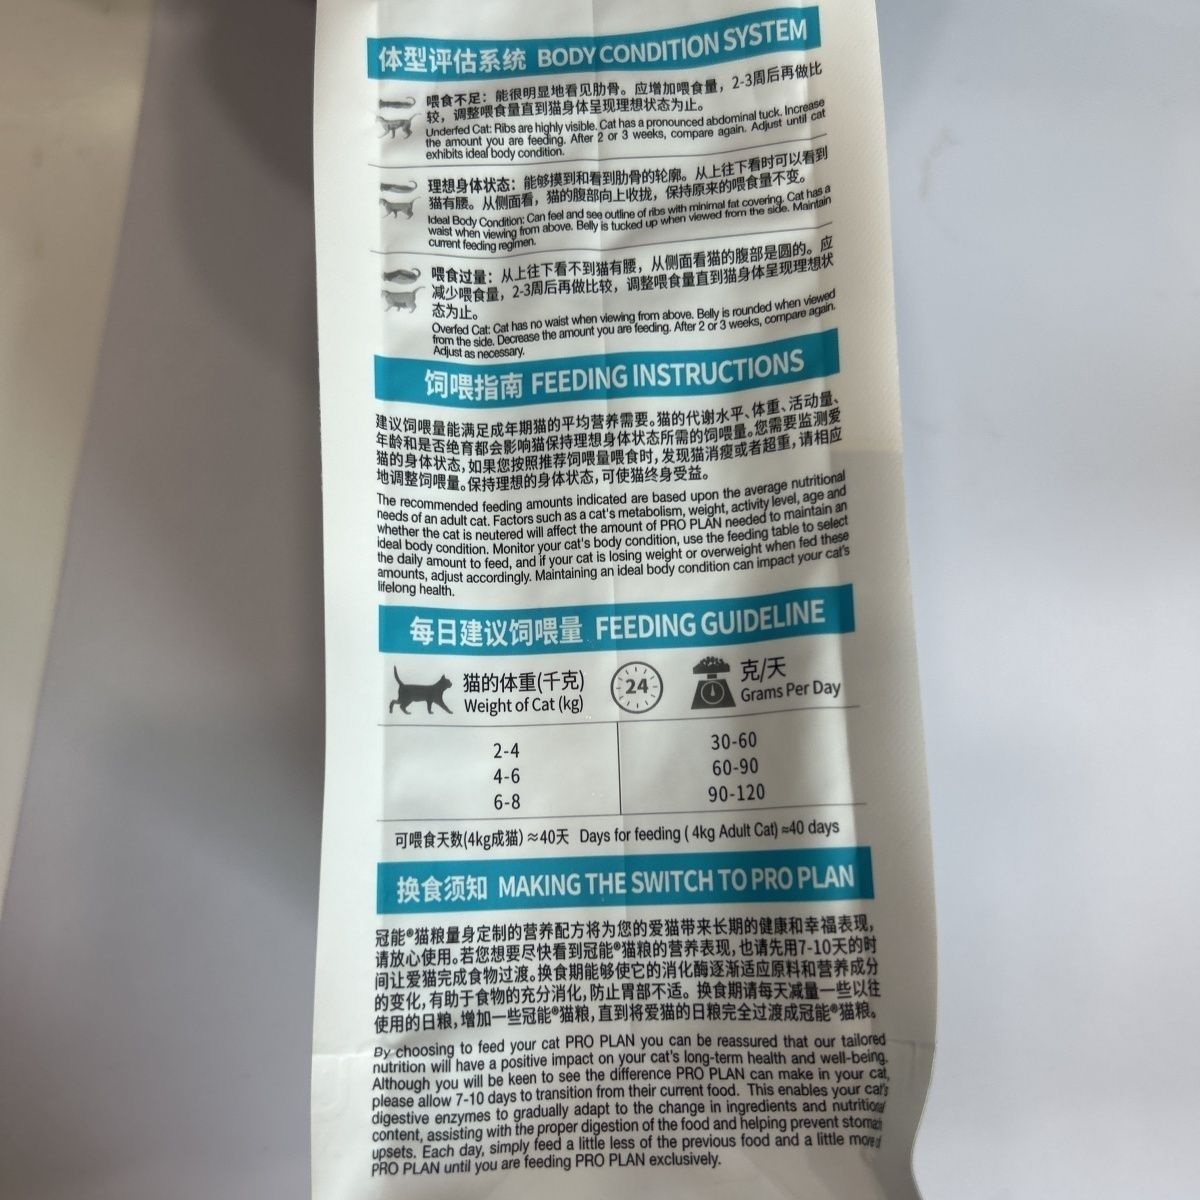 体型评估系统 BODY CONDITION SYSTEM
喂食不足：能很明显地看见肋骨。应增加喂食量，2-3周后再做比
较，调整喂食量直到猫身体呈现理想状态为止。
Underfed Cat: Ribs are highly visible. Cat has a pronounced abdominal tuck. Increase
the amount you are feeding. After 2 or 3 weeks, compare again. Adjust until cat
exhibits ideal body condition.
理想身体状态：能够摸到和看到肋骨的轮廓。从上往下看时可以看到
猫有腰。从侧面看，猫的腹部向上收拢，保持原来的喂食量不变。
Ideal Body Condition: Can feel and see outline of ribs with minimal fat covering. Cat has a
waist when viewing from above. Belly is tucked up when viewed from the side. Maintain
current feeding regimen.
喂食过量：从上往下看不到猫有腰，从侧面看猫的腹部是圆的。应
减少喂食量，2-3周后再做比较，调整喂食量直到猫身体呈现理想状
态为止。
Overfed Cat: Cat has no waist when viewing from above. Belly is rounded when viewed
from the side. Decrease the amount you are feeding. After 2 or 3 weeks, compare again.
Adjust as necessary.
饲喂指南 FEEDING INSTRUCTIONS
建议饲喂量能满足成年期猫的平均营养需要。猫的代谢水平、体重、活动量、
年龄和是否绝育都会影响猫保持理想身体状态所需的饲喂量。您需要监测爱
猫的身体状态，如果您按照推荐饲喂量喂食时，发现猫消瘦或者超重，请相应
地调整饲喂量。保持理想的身体状态，可使猫终身受益。
The recommended feeding amounts indicated are based upon the average nutritional
needs of an adult cat. Factors such as a cat's metabolism, weight, activity level, age and
whether the cat is neutered will affect the amount of PRO PLAN needed to maintain an
ideal body condition. Monitor your cat's body condition, use the feeding table to select
the daily amount to feed, and if your cat is losing weight or overweight when fed these
amounts, adjust accordingly. Maintaining an ideal body condition can impact your cat's
lifelong health.
每日建议饲喂量 FEEDING GUIDELINE
猫的体重(千克) 24 克/天
Weight of Cat (kg) Grams Per Day
2-4 30-60
4-6 60-90
6-8 90-120
可喂食天数(4kg成猫) ≈40天 Days for feeding ( 4kg Adult Cat) ≈40 days
换食须知 MAKING THE SWITCH TO PRO PLAN
冠能®猫粮量身定制的营养配方将为您的爱猫带来长期的健康和幸福表现，
请放心使用。若您想要尽快看到冠能®猫粮的营养表现，也请先用7-10天的时
间让爱猫完成食物过渡。换食期能够使它的消化酶逐渐适应原料和营养成分
的变化，有助于食物的充分消化，防止胃部不适。换食期请每天减量一些以往
使用的日粮，增加一些冠能®猫粮，直到将爱猫的日粮完全过渡成冠能®猫粮。
By choosing to feed your cat PRO PLAN you can be reassured that our tailored
nutrition will have a positive impact on your cat's long-term health and well-being.
Although you will be keen to see the difference PRO PLAN can make in your cat,
please allow 7-10 days to transition from their current food. This enables your cat's
digestive enzymes to gradually adapt to the change in ingredients and nutritional
content, assisting with the proper digestion of the food and helping prevent stomach
upsets. Each day, simply feed a little less of the previous food and a little more of
PRO PLAN until you are feeding PRO PLAN exclusively.